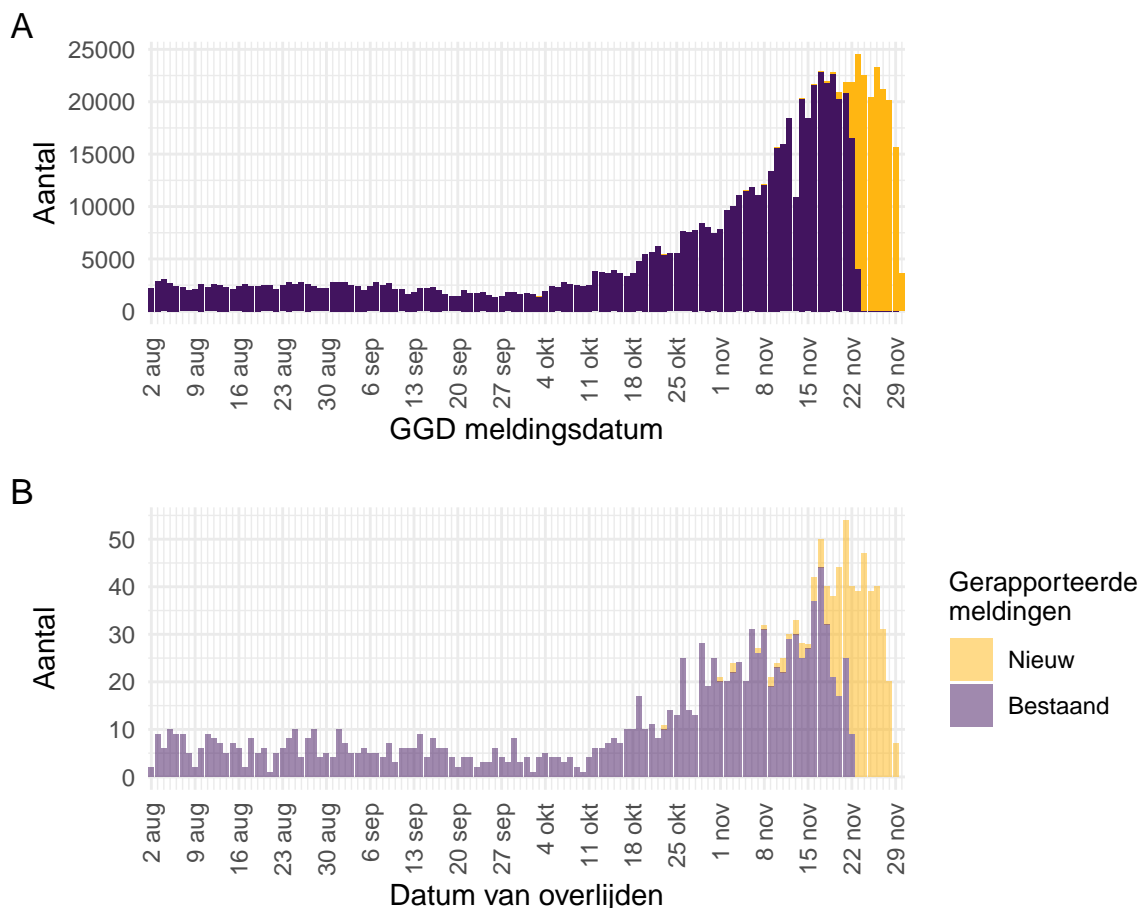 A
25000
20000
15000
10000
5000
0
Aantal
2 aug
9 aug
16 aug
23 aug
30 aug
6 sep
13 sep
20 sep
27 sep
4 okt
11 okt
18 okt
25 okt
1 nov
8 nov
15 nov
22 nov
29 nov
GGD meldingsdatum
B
50
40
30
20
10
0
Aantal
2 aug
9 aug
16 aug
23 aug
30 aug
6 sep
13 sep
20 sep
27 sep
4 okt
11 okt
18 okt
25 okt
1 nov
8 nov
15 nov
22 nov
29 nov
Datum van overlijden
Gerapporteerde
meldingen
Nieuw
Bestaand